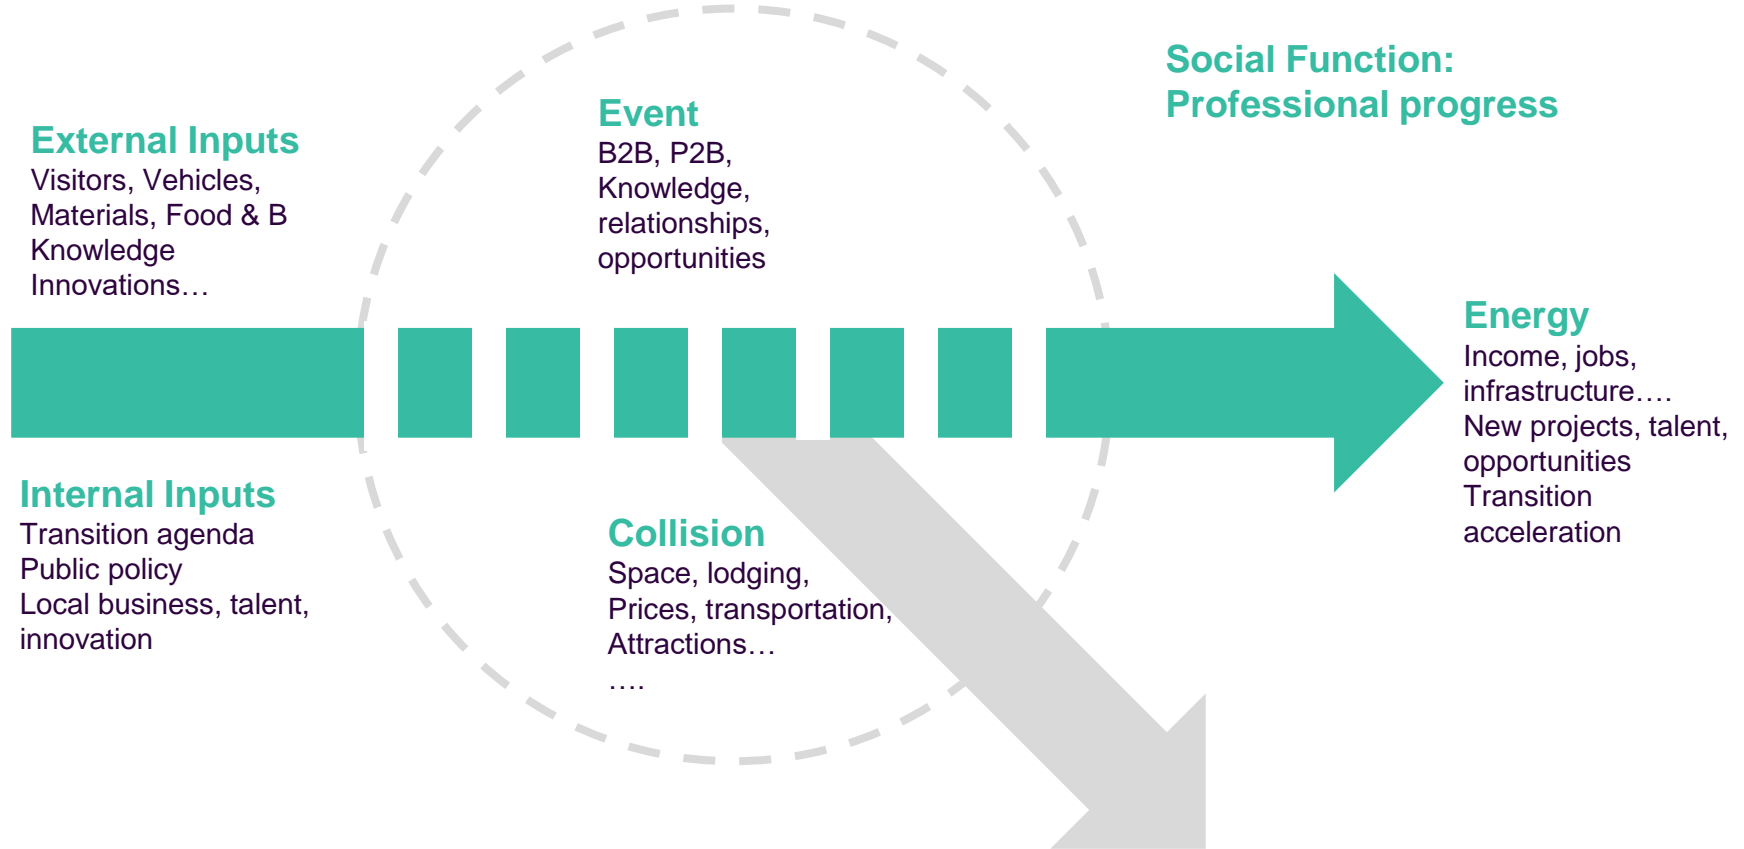 Social Function:
Professional progress
External Inputs
Visitors, Vehicles,
Materials, Food & B
Knowledge
Innovations…
Event
B2B, P2B,
Knowledge,
relationships,
opportunities
Energy
Income, jobs,
infrastructure….
New projects, talent,
opportunities
Transition
acceleration
Internal Inputs
Transition agenda
Public policy
Local business, talent,
innovation
Collision
Space, lodging,
Prices, transportation,
Attractions…
….